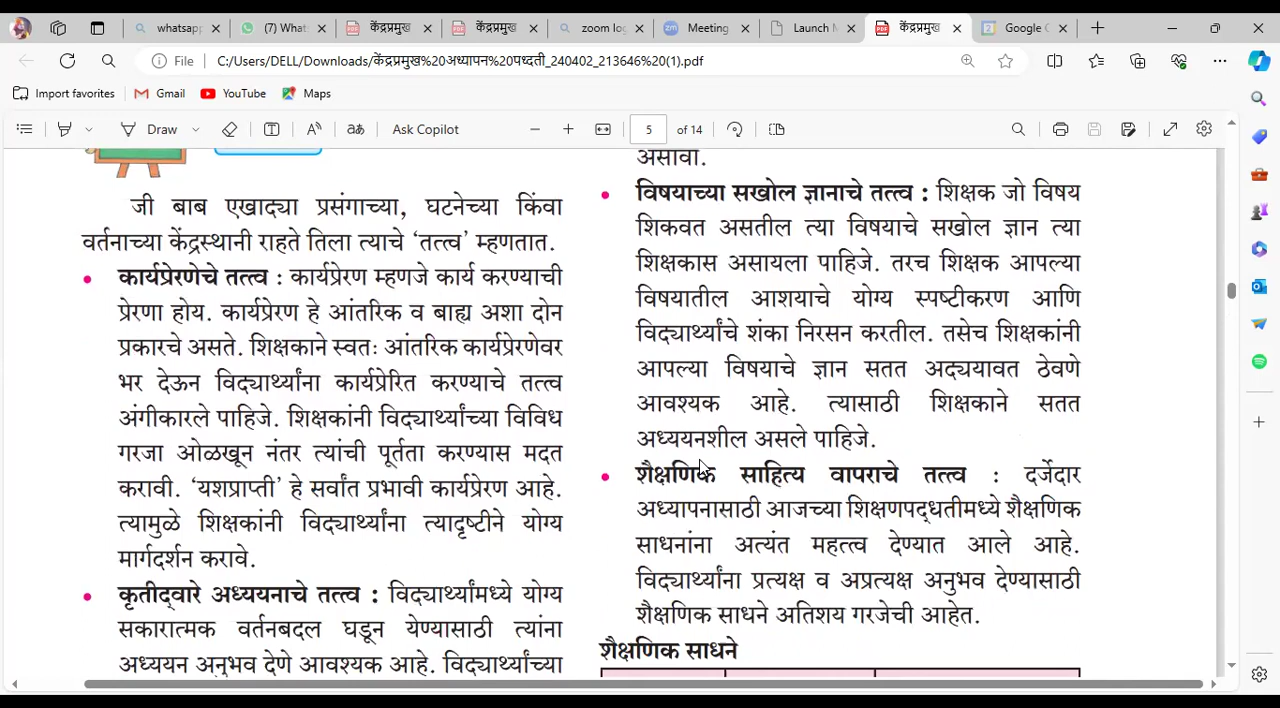 whatsapp
(7) What
केंद्रप्रमुख
केंद्रप्रमुख
zoom lo
zm
Meeting
Launch M
केंद्रप्रमुख
Google C
File
C:/Users/DELL/Downloads/केंद्रप्रमुख%20अध्यापन%20पध्दती_240402_213646%20(1).pdf
Import favorites
Gmail
YouTube
Maps
Draw
Ask Copilot
5
of 14
जी बाब एखाद्या प्रसंगाच्या, घटनेच्या किंवा
वर्तनाच्या केंद्रस्थानी राहते तिला त्याचे ‘तत्त्व’ म्हणतात.
• कार्यप्रेरणेचे तत्त्व : कार्यप्रेरण म्हणजे कार्य करण्याची
प्रेरणा होय. कार्यप्रेरण हे आंतरिक व बाह्य अशा दोन
प्रकारचे असते. शिक्षकाने स्वतः आंतरिक कार्यप्रेरणेवर
भर देऊन विद्यार्थ्यांना कार्यप्रेरित करण्याचे तत्त्व
अंगीकारले पाहिजे. शिक्षकांनी विद्यार्थ्यांच्या विविध
गरजा ओळखून नंतर त्यांची पूर्तता करण्यास मदत
करावी. ‘यशप्राप्ती’ हे सर्वांत प्रभावी कार्यप्रेरण आहे.
त्यामुळे शिक्षकांनी विद्यार्थ्यांना त्यादृष्टीने योग्य
मार्गदर्शन करावे.
• कृतीद्वारे अध्ययनाचे तत्त्व : विद्यार्थ्यांमध्ये योग्य
सकारात्मक वर्तनबदल घडून येण्यासाठी त्यांना
अध्ययन अनुभव देणे आवश्यक आहे. विद्यार्थ्यांच्या
असावा.
• विषयाच्या सखोल ज्ञानाचे तत्त्व : शिक्षक जो विषय
शिकवत असतील त्या विषयाचे सखोल ज्ञान त्या
शिक्षकास असायला पाहिजे. तरच शिक्षक आपल्या
विषयातील आशयाचे योग्य स्पष्टीकरण आणि
विद्यार्थ्यांचे शंका निरसन करतील. तसेच शिक्षकांनी
आपल्या विषयाचे ज्ञान सतत अद्ययावत ठेवणे
आवश्यक आहे. त्यासाठी शिक्षकाने सतत
अध्ययनशील असले पाहिजे.
• शैक्षणिक साहित्य वापराचे तत्त्व : दर्जेदार
अध्यापनासाठी आजच्या शिक्षणपद्धतीमध्ये शैक्षणिक
साधनांना अत्यंत महत्त्व देण्यात आले आहे.
विद्यार्थ्यांना प्रत्यक्ष व अप्रत्यक्ष अनुभव देण्यासाठी
शैक्षणिक साधने अतिशय गरजेची आहेत.
शैक्षणिक साधने